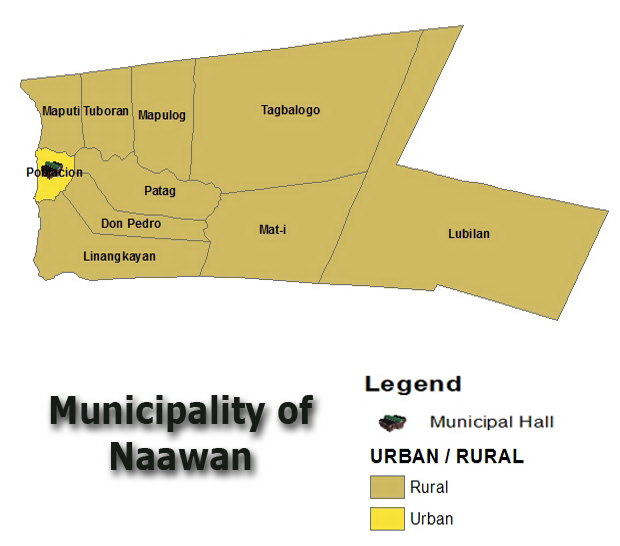 Maputi
Tuboran
Mapulog
Tagbalogo
Poblacion
Patag
Don Pedro
Mat-i
Lubilan
Linangkayan
Municipality of
Naawan
Legend
Municipal Hall
URBAN / RURAL
Rural
Urban